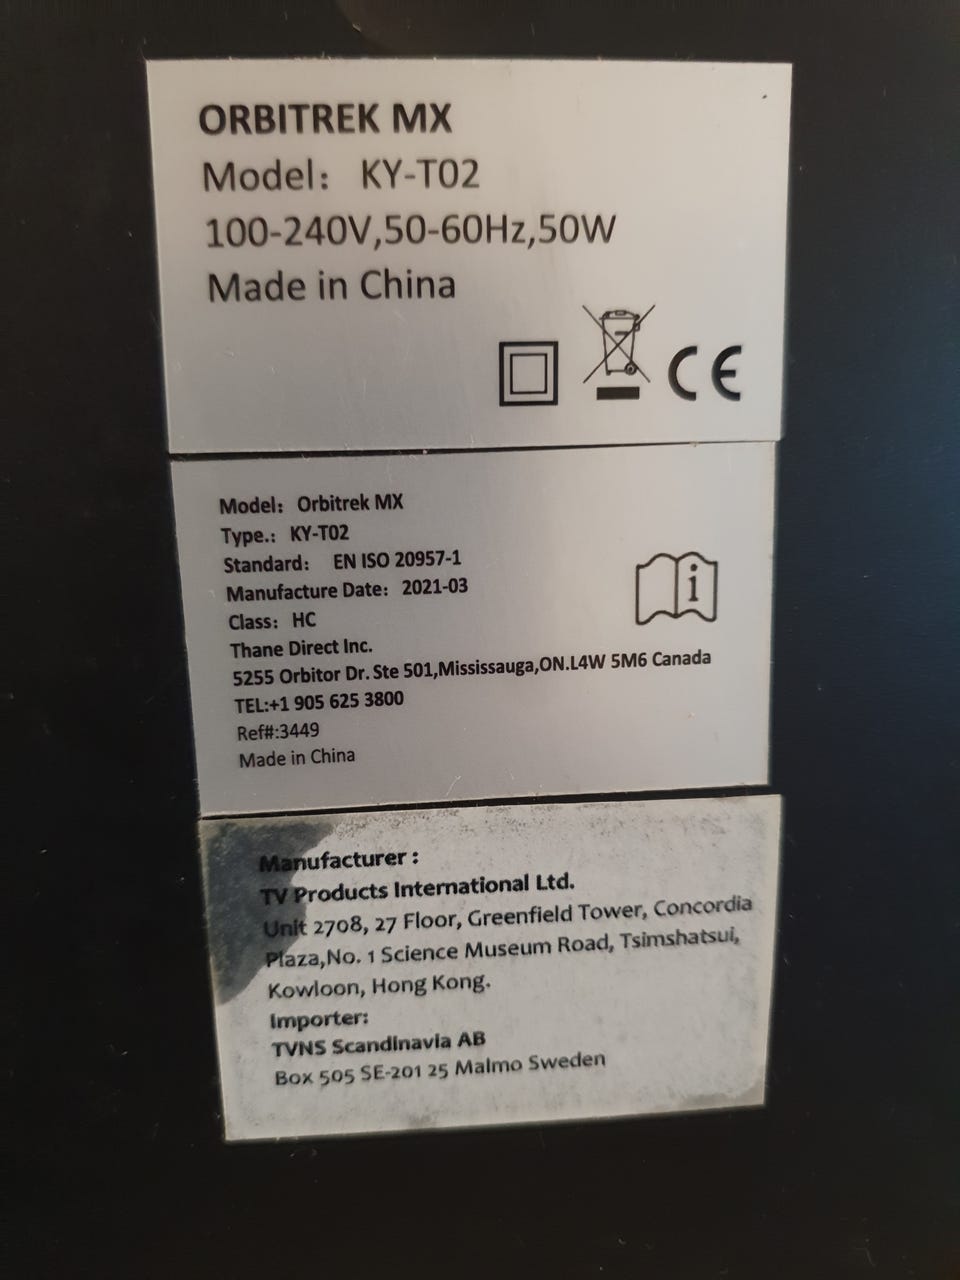 ORBITREK MX
Model: KY-T02
100-240V,50-60Hz,50W
Made in China
CE
Model: Orbitrek MX
Type.: KY-T02
Standard: EN ISO 20957-1
Manufacture Date: 2021-03
Class: HC
Thane Direct Inc.
5255 Orbitor Dr. Ste 501,Mississauga,ON.L4W 5M6 Canada
TEL:+1 905 625 3800
Ref#:3449
Made in China
i
Manufacturer :
TV Products International Ltd.
Unit 2708, 27 Floor, Greenfield Tower, Concordia
Plaza,No. 1 Science Museum Road, Tsimshatsui,
Kowloon, Hong Kong.
Importer:
TVNS Scandinavia AB
Box 505 SE-201 25 Malmo Sweden